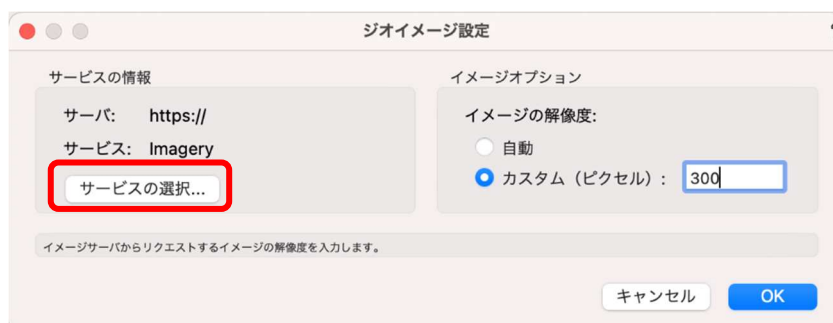 ジオイメージ設定
サービスの情報
サーバ: https://
サービス: Imagery
サービスの選択...
イメージオプション
イメージの解像度:
自動
カスタム（ピクセル）: 300
イメージサーバからリクエストするイメージの解像度を入力します。
キャンセル OK